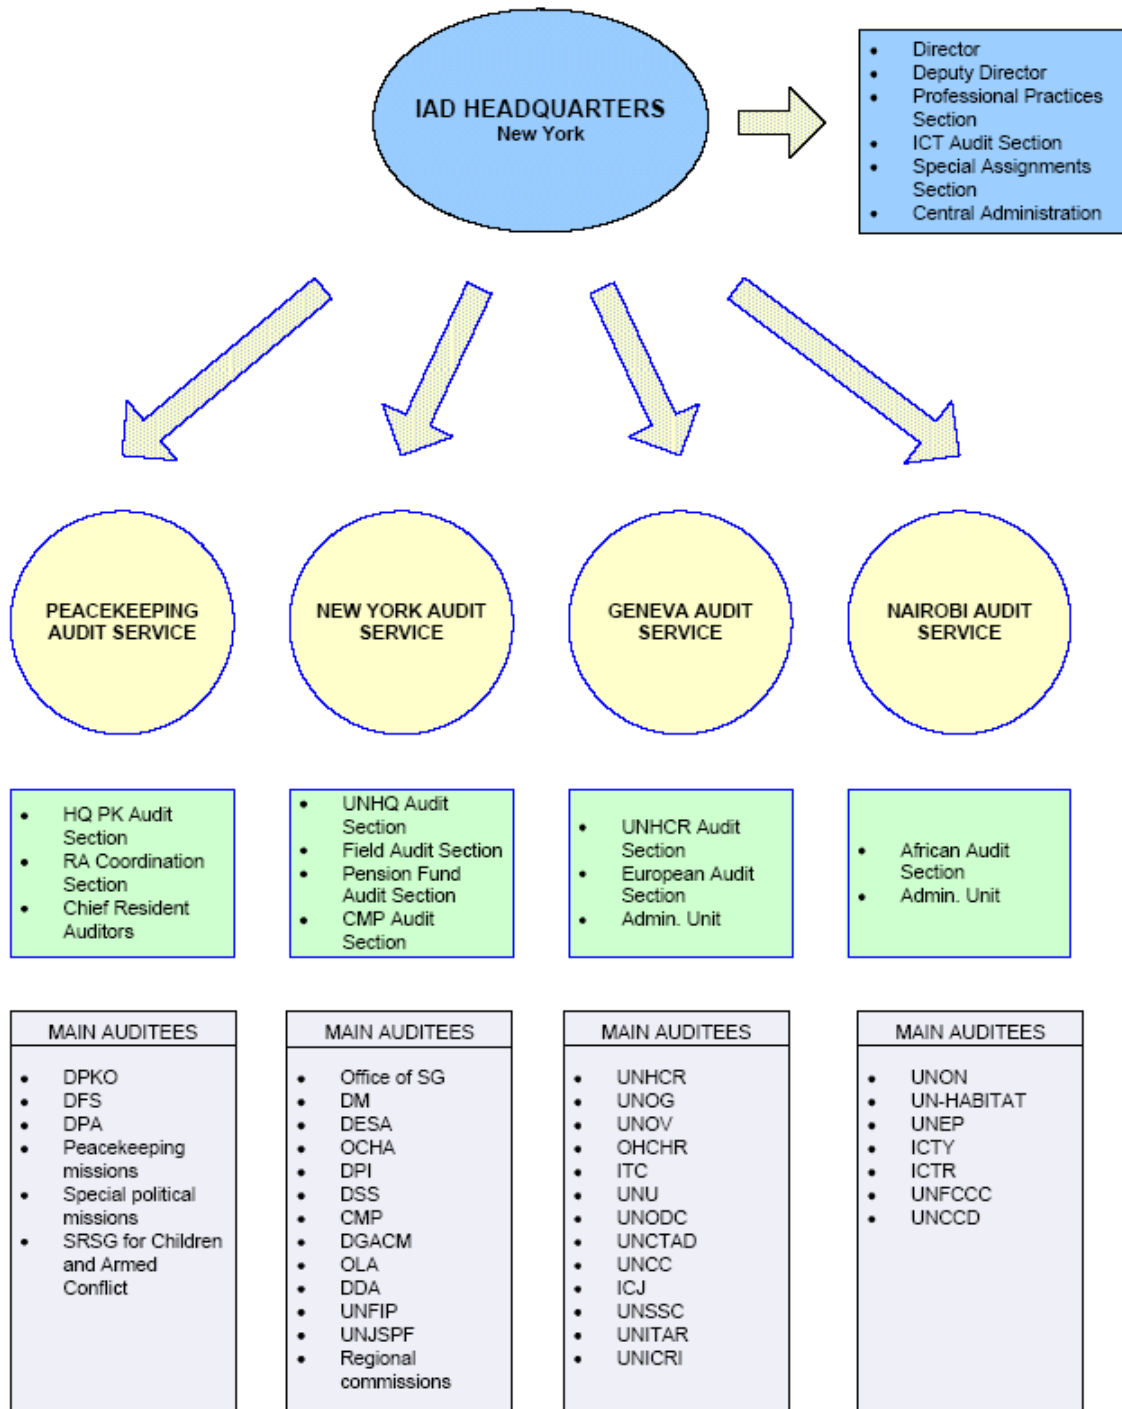 IAD HEADQUARTERS
New York
• Director
• Deputy Director
• Professional Practices
Section
• ICT Audit Section
• Special Assignments
Section
• Central Administration
PEACEKEEPING
AUDIT SERVICE
NEW YORK AUDIT
SERVICE
GENEVA AUDIT
SERVICE
NAIROBI AUDIT
SERVICE
• HQ PK Audit
Section
• RA Coordination
Section
• Chief Resident
Auditors
• UNHQ Audit
Section
• Field Audit Section
• Pension Fund
Audit Section
• CMP Audit
Section
• UNHCR Audit
Section
• European Audit
Section
• Admin. Unit
• African Audit
Section
• Admin. Unit
MAIN AUDITEES
• DPKO
• DFS
• DPA
• Peacekeeping
missions
• Special political
missions
• SRSG for Children
and Armed
Conflict
MAIN AUDITEES
• Office of SG
• DM
• DESA
• OCHA
• DPI
• DSS
• CMP
• DGACM
• OLA
• DDA
• UNFIP
• UNJSPF
• Regional
commissions
MAIN AUDITEES
• UNHCR
• UNOG
• UNOV
• OHCHR
• ITC
• UNU
• UNODC
• UNCTAD
• UNCC
• ICJ
• UNSSC
• UNITAR
• UNICRI
MAIN AUDITEES
• UNON
• UN-HABITAT
• UNEP
• ICTY
• ICTR
• UNFCCC
• UNCCD